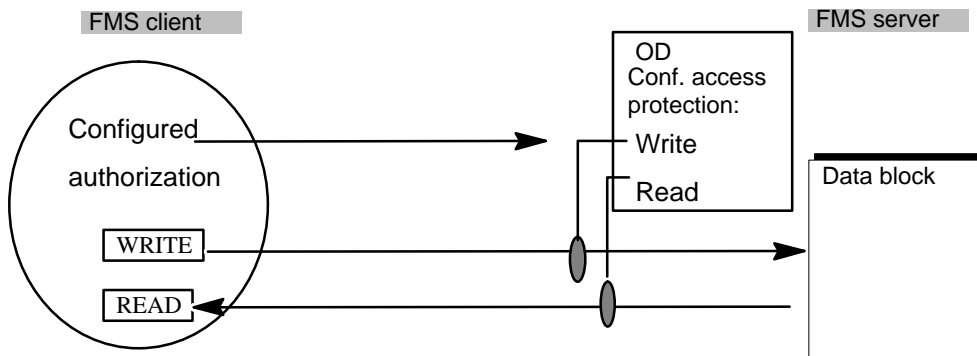 FMS client
FMS server
OD
Conf. access
protection:
Write
Read
Configured
authorization
WRITE
READ
Data block